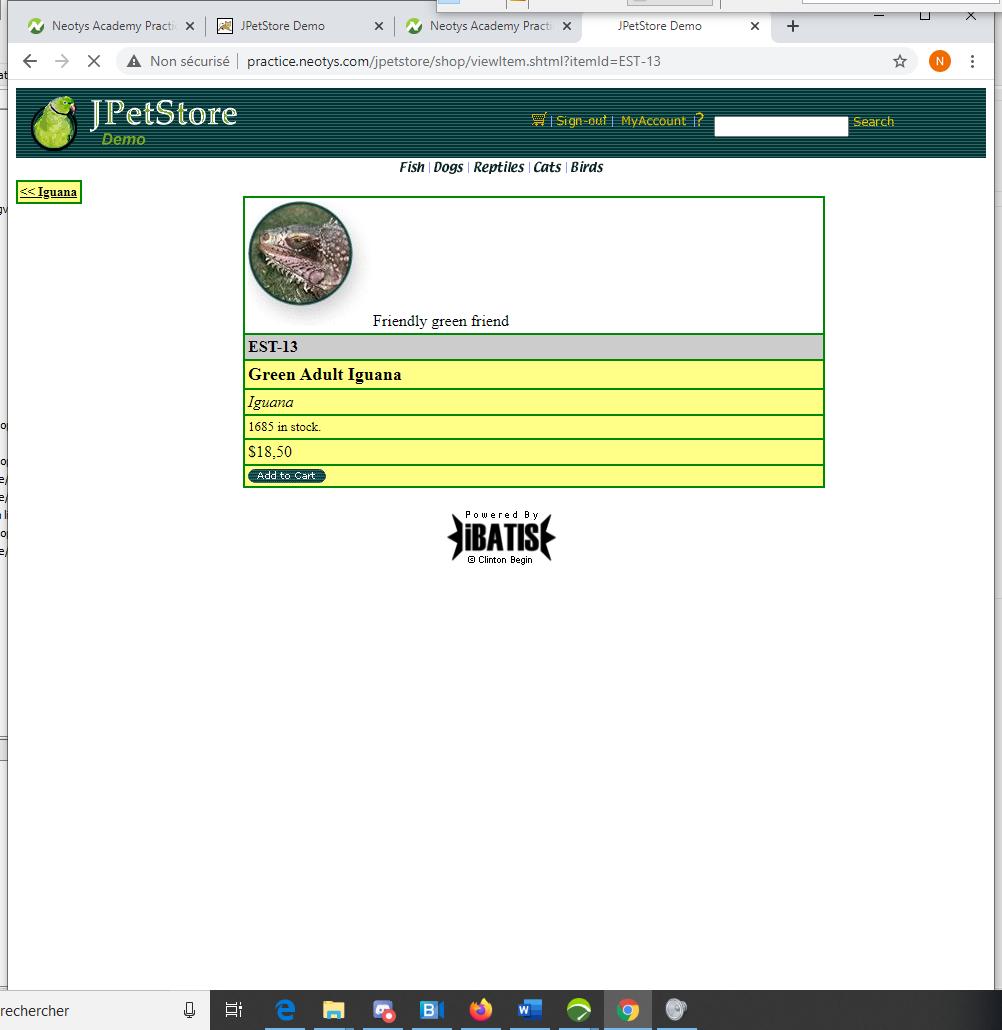 Neotys Academy Practi
JPetStore Demo
Neotys Academy Practi
JPetStore Demo
Non sécurisé
practice.neotys.com/jpetstore/shop/viewItem.shtml?itemId=EST-13
N
JPetStore
Demo
| Sign-out | MyAccount | ?
Search
Fish | Dogs | Reptiles | Cats | Birds
<< Iguana
Friendly green friend
EST-13
Green Adult Iguana
Iguana
1685 in stock.
$18,50
Add to Cart
Powered By
iBATIS
© Clinton Begin
rechercher